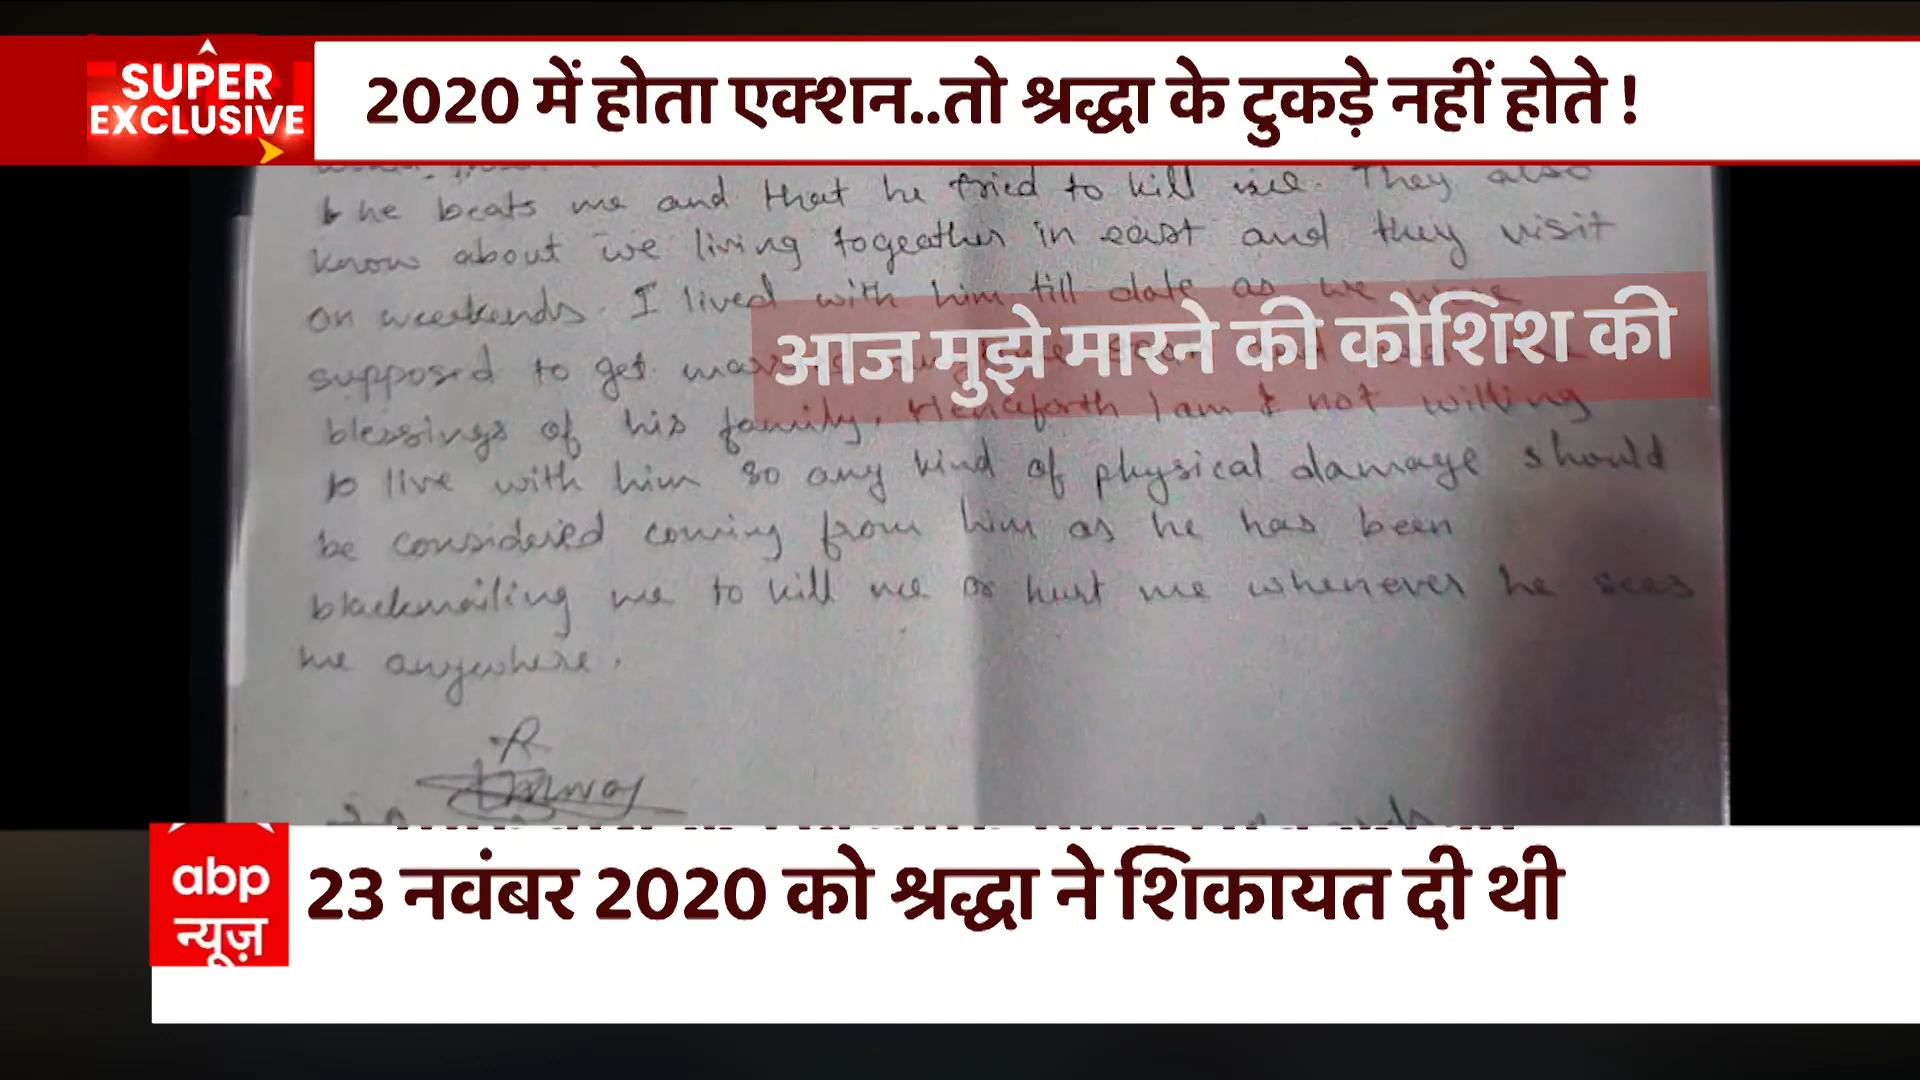 SUPER
EXCLUSIVE
2020 में होता एक्शन..तो श्रद्धा के टुकड़े नहीं होते !
& he beats me and that he tried to kill me. They also
know about we living togeather in east and they visit
on weekends. I lived with him till date as we were
supposed to get
आज मुझे मारने की कोशिश की
blessings of his family. Henceforth I am not willing
to live with him so any kind of physical damage should
be considered coming from him as he has been
blackmailing me to kill me or hurt me whenever he sees
me anywhere.
abp
न्यूज़
23 नवंबर 2020 को श्रद्धा ने शिकायत दी थी